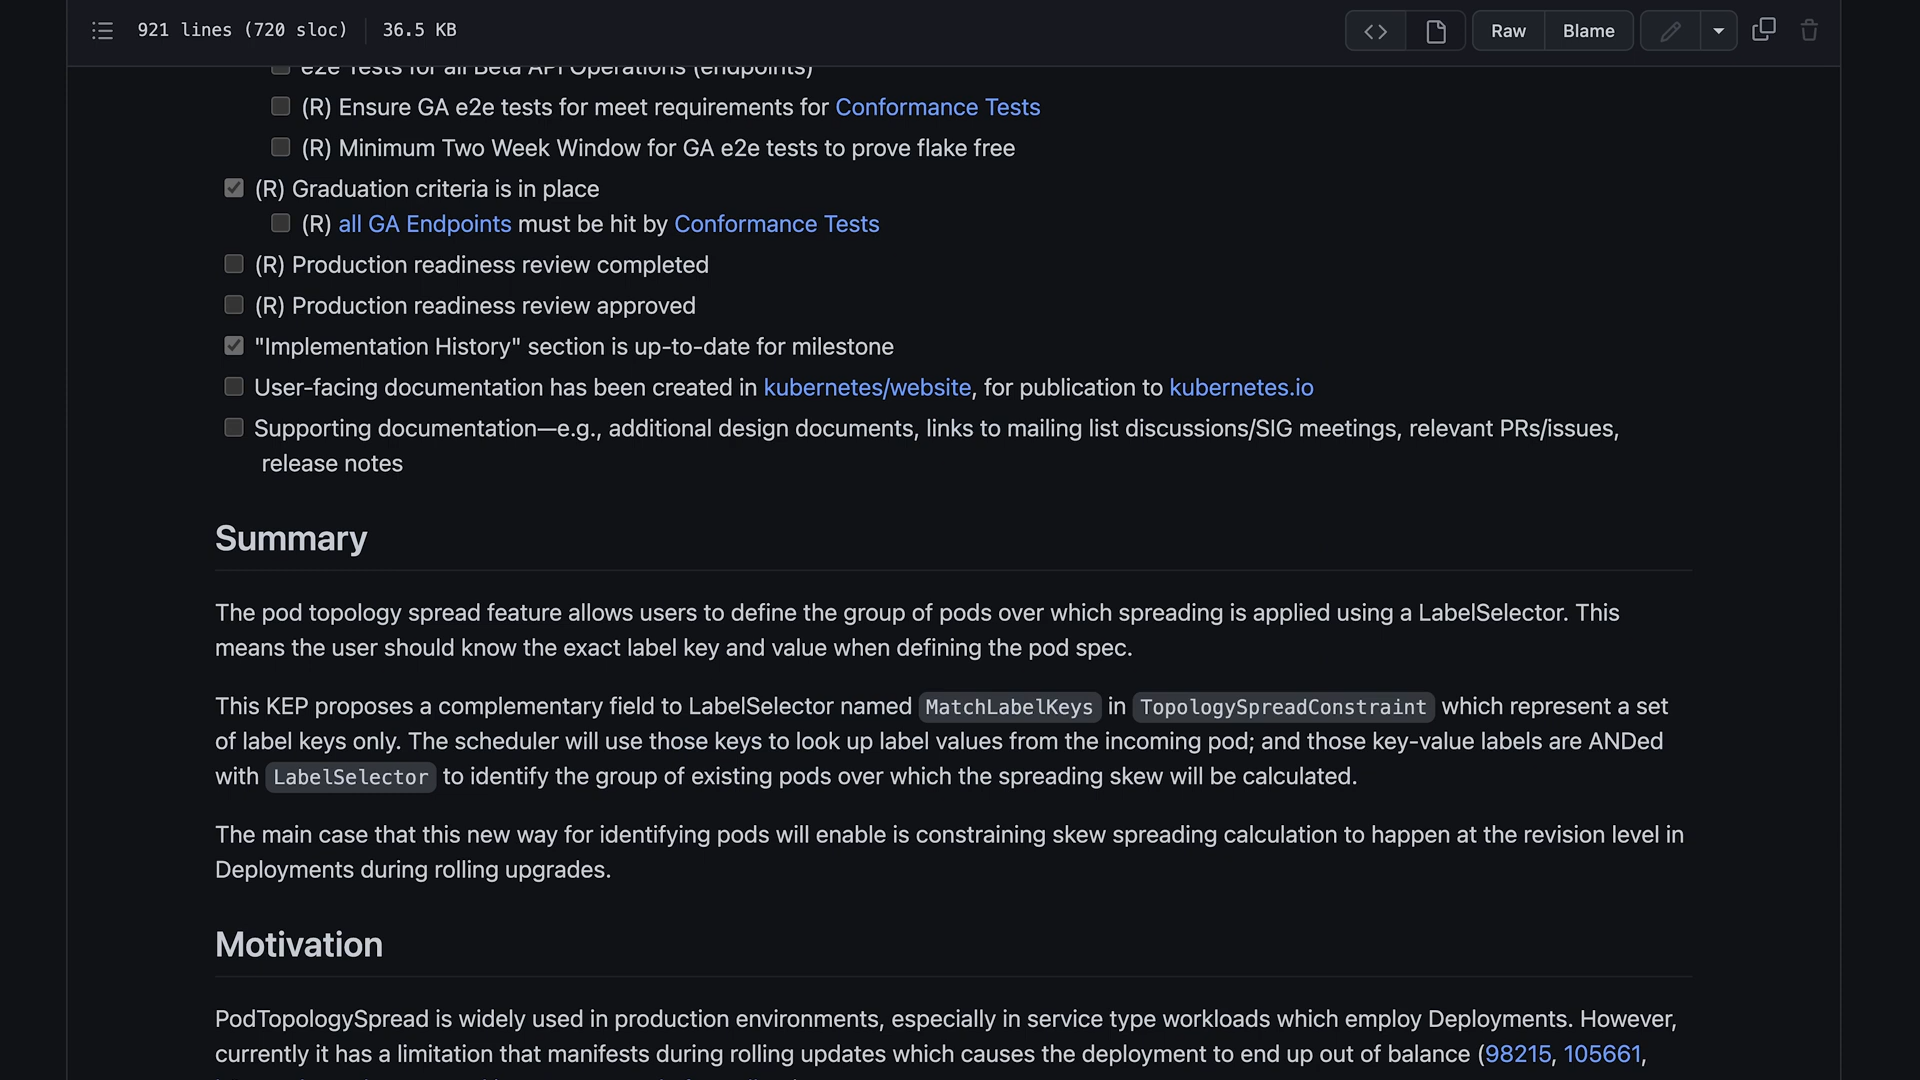 921 lines (720 sloc) 36.5 KB Raw Blame
e2e Tests for all Beta API Operations (endpoints)
(R) Ensure GA e2e tests for meet requirements for Conformance Tests
(R) Minimum Two Week Window for GA e2e tests to prove flake free
(R) Graduation criteria is in place
(R) all GA Endpoints must be hit by Conformance Tests
(R) Production readiness review completed
(R) Production readiness review approved
"Implementation History" section is up-to-date for milestone
User-facing documentation has been created in kubernetes/website, for publication to kubernetes.io
Supporting documentation—e.g., additional design documents, links to mailing list discussions/SIG meetings, relevant PRs/issues,
release notes
Summary
The pod topology spread feature allows users to define the group of pods over which spreading is applied using a LabelSelector. This
means the user should know the exact label key and value when defining the pod spec.
This KEP proposes a complementary field to LabelSelector named MatchLabelKeys in TopologySpreadConstraint which represent a set
of label keys only. The scheduler will use those keys to look up label values from the incoming pod; and those key-value labels are ANDed
with LabelSelector to identify the group of existing pods over which the spreading skew will be calculated.
The main case that this new way for identifying pods will enable is constraining skew spreading calculation to happen at the revision level in
Deployments during rolling upgrades.
Motivation
PodTopologySpread is widely used in production environments, especially in service type workloads which employ Deployments. However,
currently it has a limitation that manifests during rolling updates which causes the deployment to end up out of balance (98215, 105661,